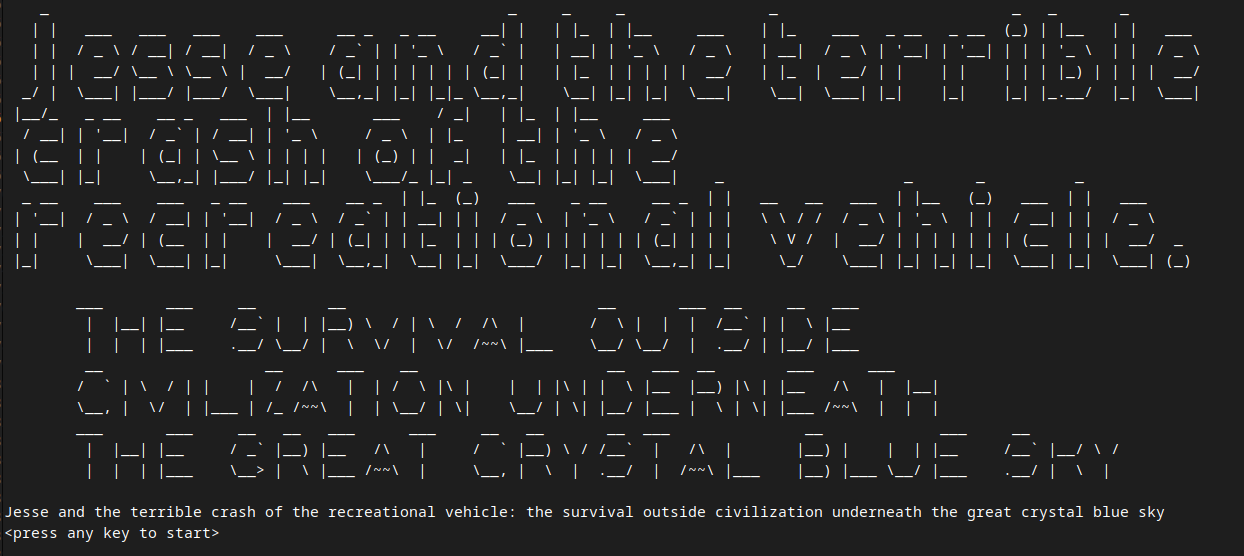 Jesse and the terrible
crash of the
recreational vehicle.
THE SURVIVAL OUTSIDE
CIVILIZATION UNDERNEATH
THE GREAT CRYSTAL BLUE SKY
Jesse and the terrible crash of the recreational vehicle: the survival outside civilization underneath the great crystal blue sky
<press any key to start>